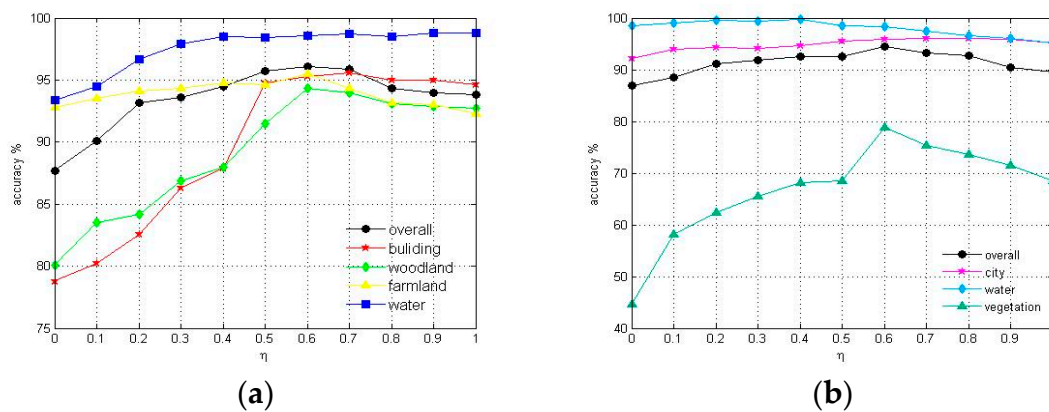 100
95
90
85
80
75
accuracy %
0 0.1 0.2 0.3 0.4 0.5 0.6 0.7 0.8 0.9 1
η
overall
buliding
woodland
farmland
water
(a)
100
90
80
70
60
50
40
accuracy %
0 0.1 0.2 0.3 0.4 0.5 0.6 0.7 0.8 0.9
η
overall
city
water
vegetation
(b)